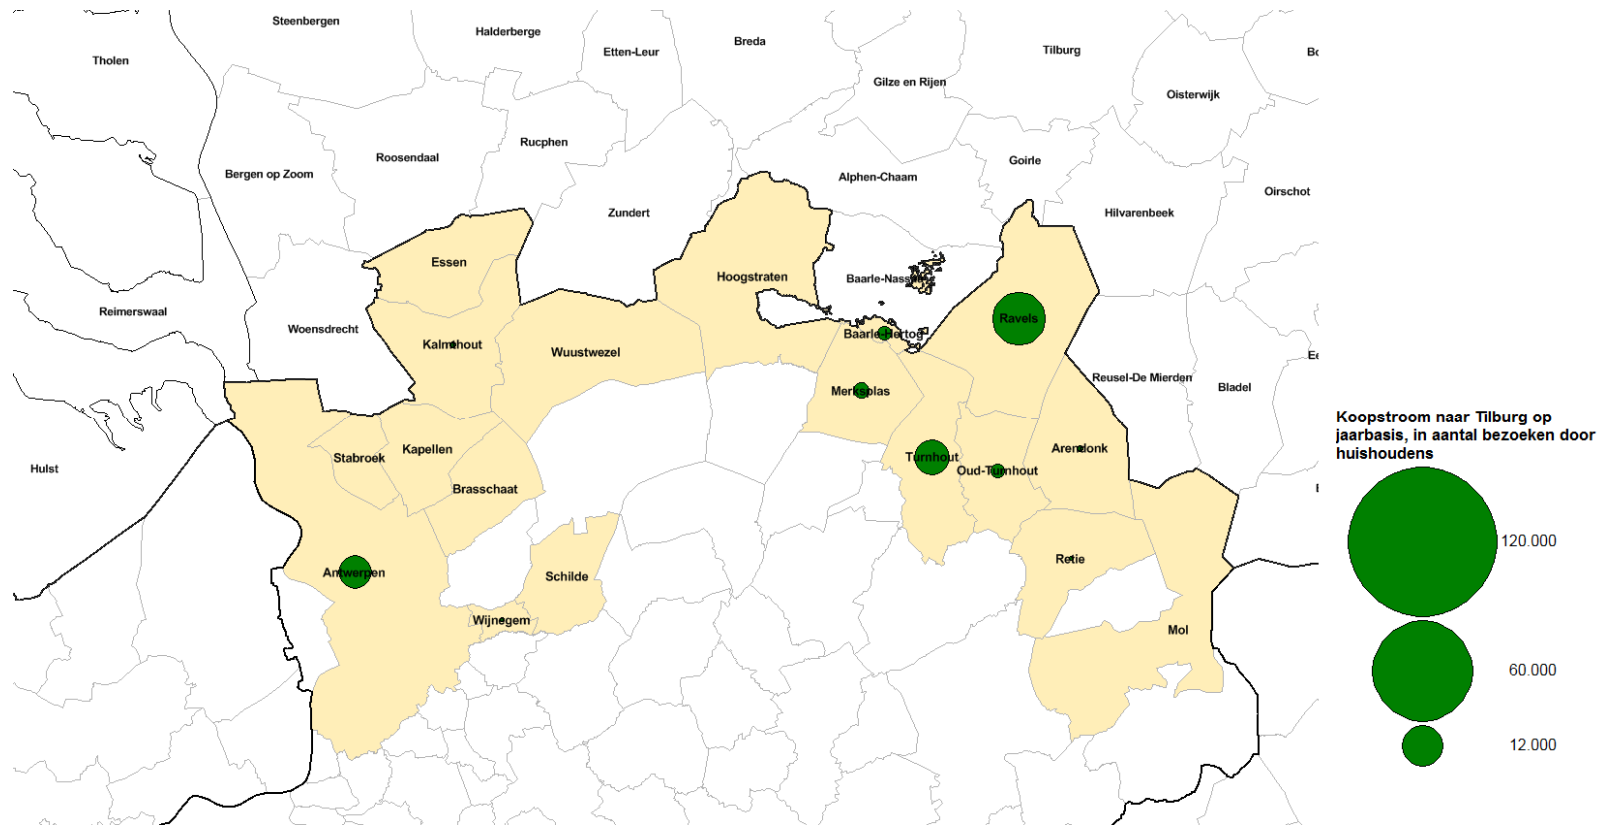 Steenbergen
Halderberge
Breda
Etten-Leur
Tilburg
Bo
Tholen
Gilze en Rijen
Oisterwijk
Rucphen
Roosendaal
Goirle
Bergen op Zoom
Alphen-Chaam
Oirschot
Zundert
Hilvarenbeek
Essen
Hoogstraten
Baarle-Nassau
Reimerswaal
Ravels
Woensdrecht
Baarle-Hertog
Kalmthout
Wuustwezel
Ee
Reusel-De Mierden
Bladel
Merksplas
Koopstroom naar Tilburg op
jaarbasis, in aantal bezoeken door
huishoudens
Kapellen
Arendonk
Stabroek
Turnhout
Hulst
Oud-Turnhout
Brasschaat
120.000
Retie
Antwerpen
Schilde
Wijnegem
Mol
60.000
12.000